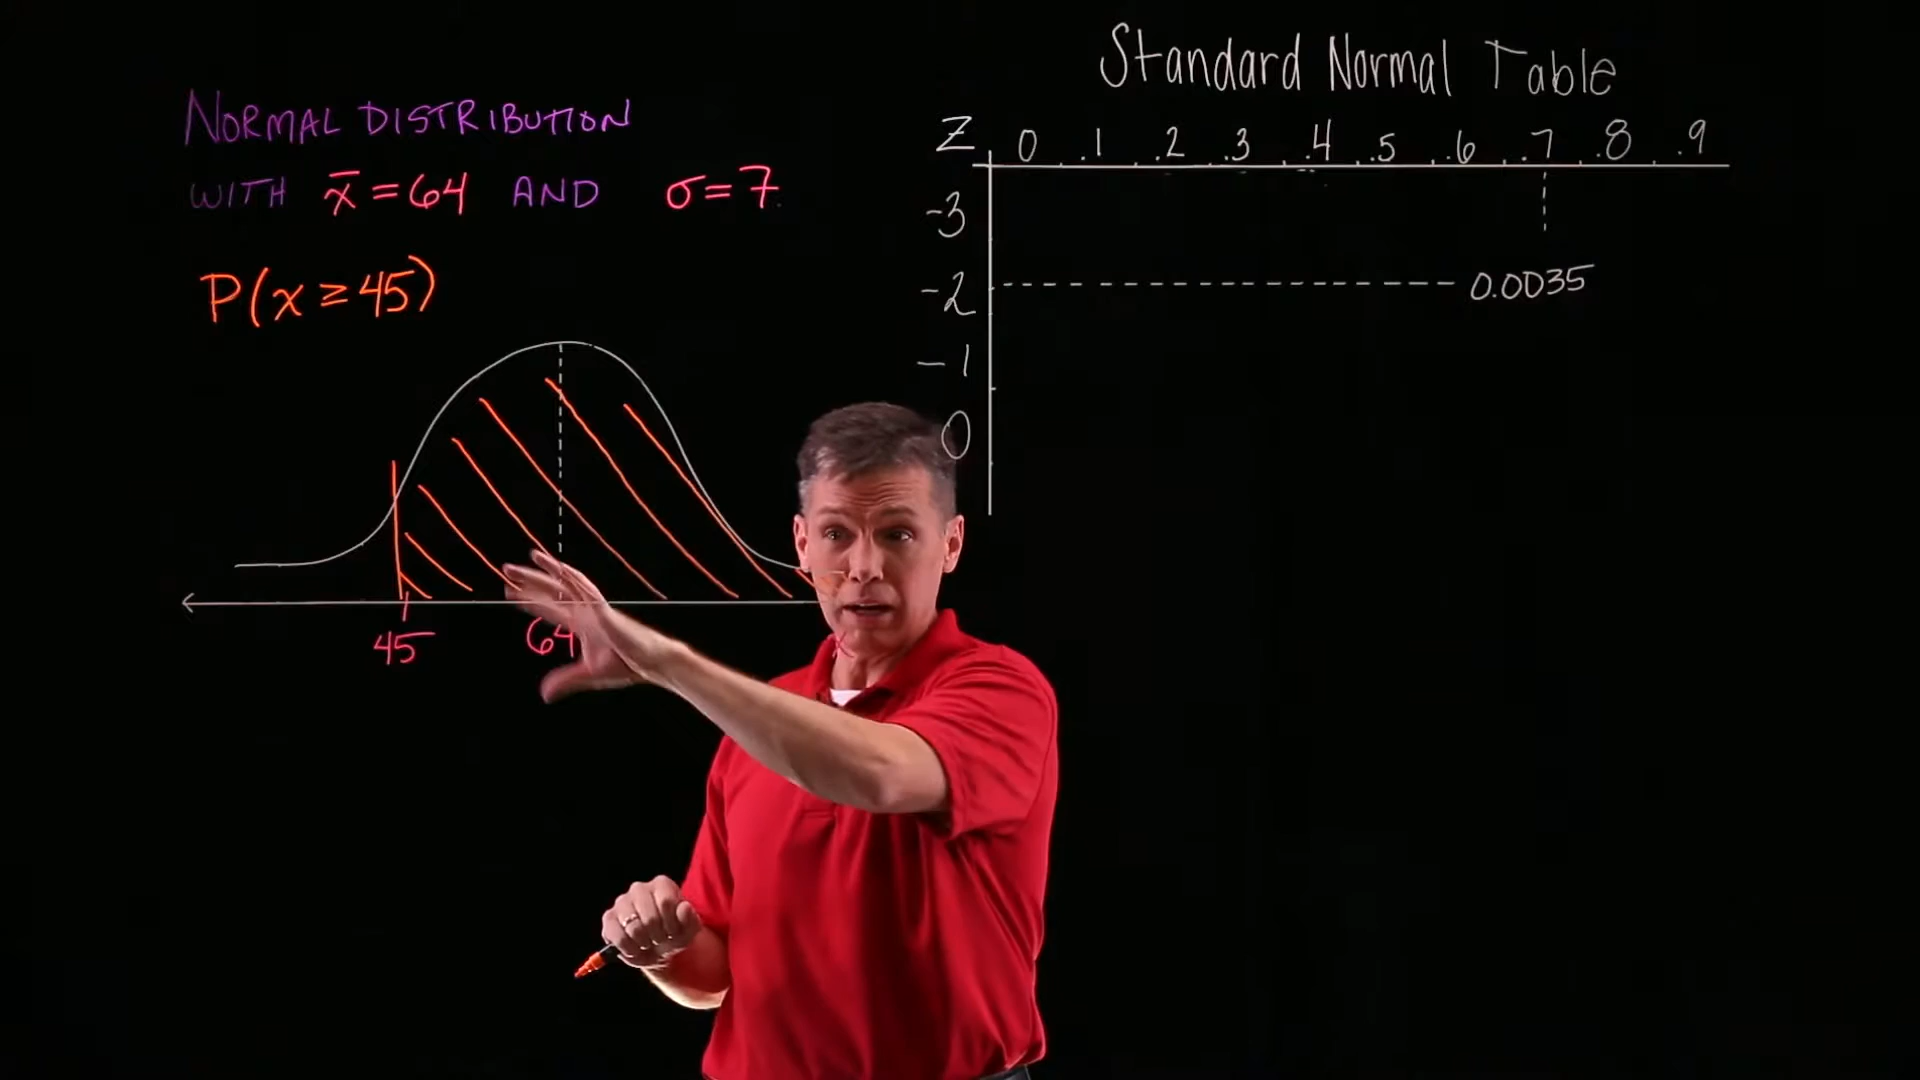 NORMAL DISTRIBUTION
WITH x̄ = 64 AND σ = 7
P(x ≥ 45)
45 64 x
Standard Normal Table
Z 0 .1 .2 .3 .4 .5 .6 .7 .8 .9
-3
-2 0.0035
-1
0